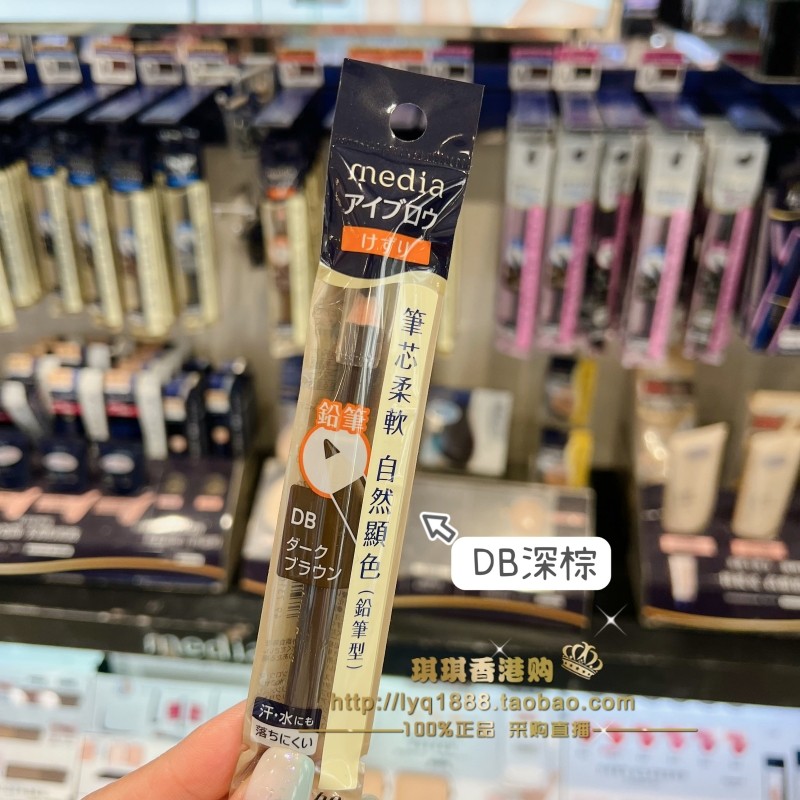 media
アイブロウ
けずり
筆芯柔軟 自然顯色(鉛筆型)
鉛筆
DB
ダーク
ブラウン
汗・水にも
落ちにくい
DB深棕
琪琪香港购
http://lyq1888.taobao.com
100%正品 采购直播
media